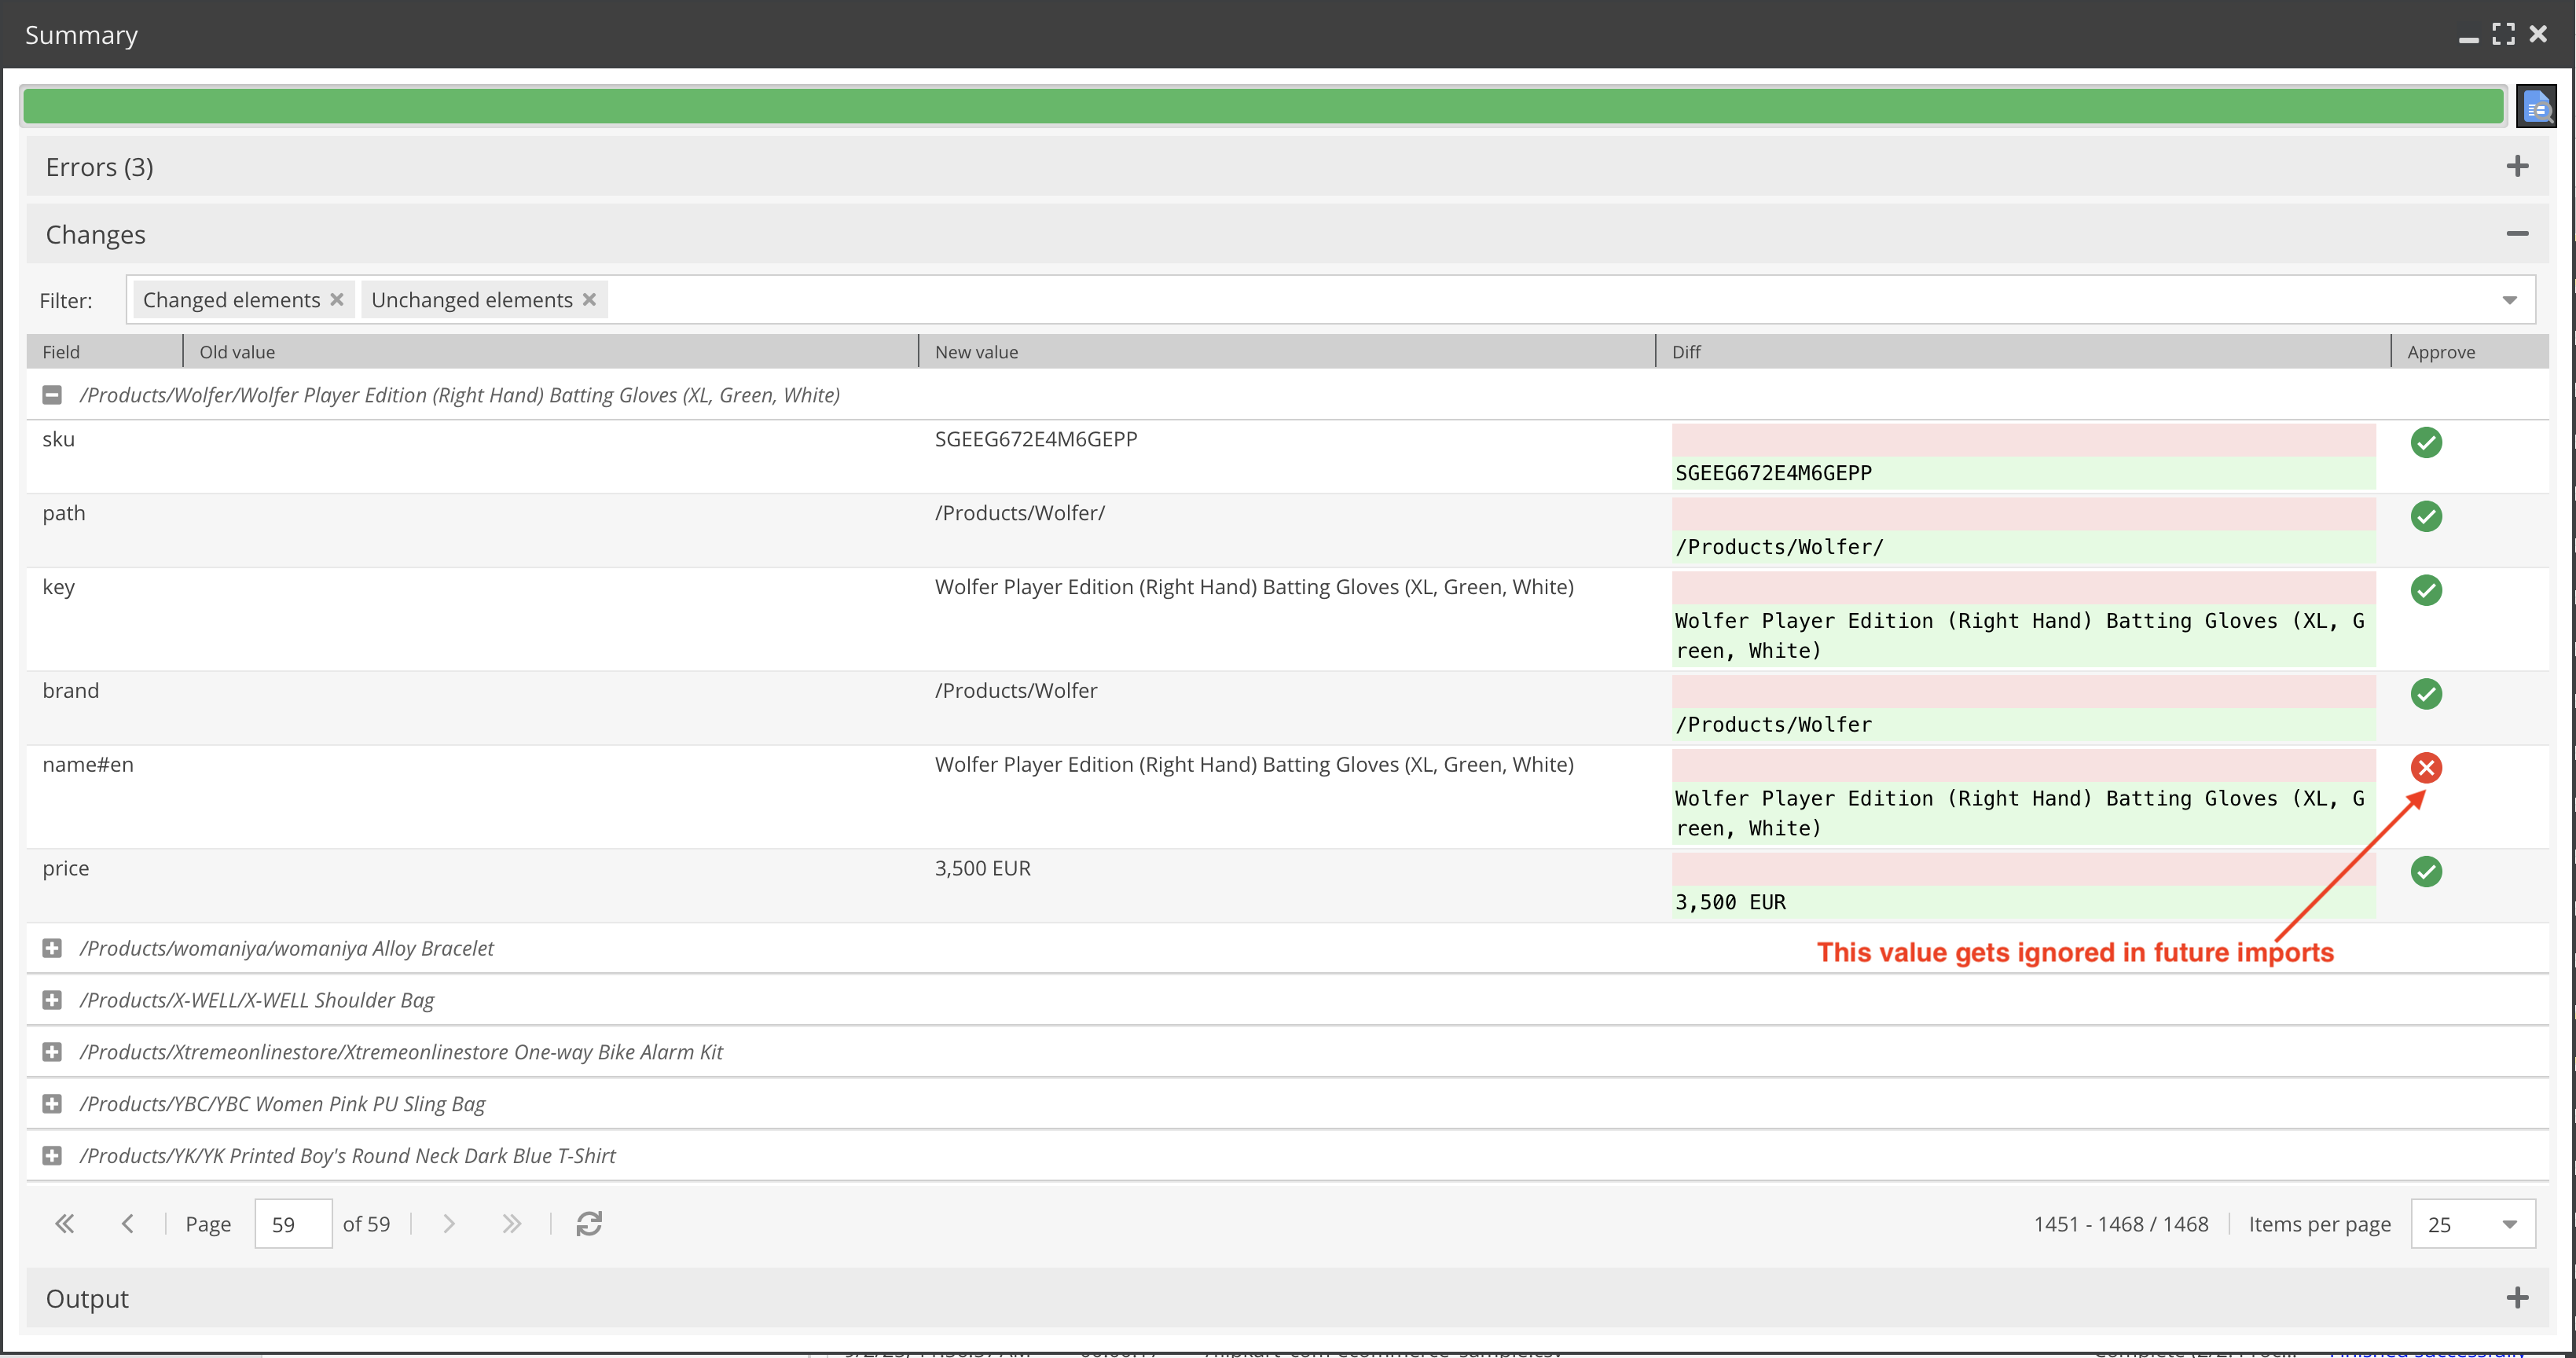 Summary
Errors (3)
Changes
Filter: Changed elements Unchanged elements
Field Old value New value Diff Approve
/Products/Wolfer/Wolfer Player Edition (Right Hand) Batting Gloves (XL, Green, White)
sku SGEEG672E4M6GEPP
SGEEG672E4M6GEPP
path /Products/Wolfer/
/Products/Wolfer/
key Wolfer Player Edition (Right Hand) Batting Gloves (XL, Green, White)
Wolfer Player Edition (Right Hand) Batting Gloves (XL, G
reen, White)
brand /Products/Wolfer
/Products/Wolfer
name#en Wolfer Player Edition (Right Hand) Batting Gloves (XL, Green, White)
Wolfer Player Edition (Right Hand) Batting Gloves (XL, G
reen, White)
price 3,500 EUR
3,500 EUR
/Products/womaniya/womaniya Alloy Bracelet
This value gets ignored in future imports
/Products/X-WELL/X-WELL Shoulder Bag
/Products/Xtremeonlinestore/Xtremeonlinestore One-way Bike Alarm Kit
/Products/YBC/YBC Women Pink PU Sling Bag
/Products/YK/YK Printed Boy's Round Neck Dark Blue T-Shirt
Page 59 of 59 1451 - 1468 / 1468 Items per page 25
Output